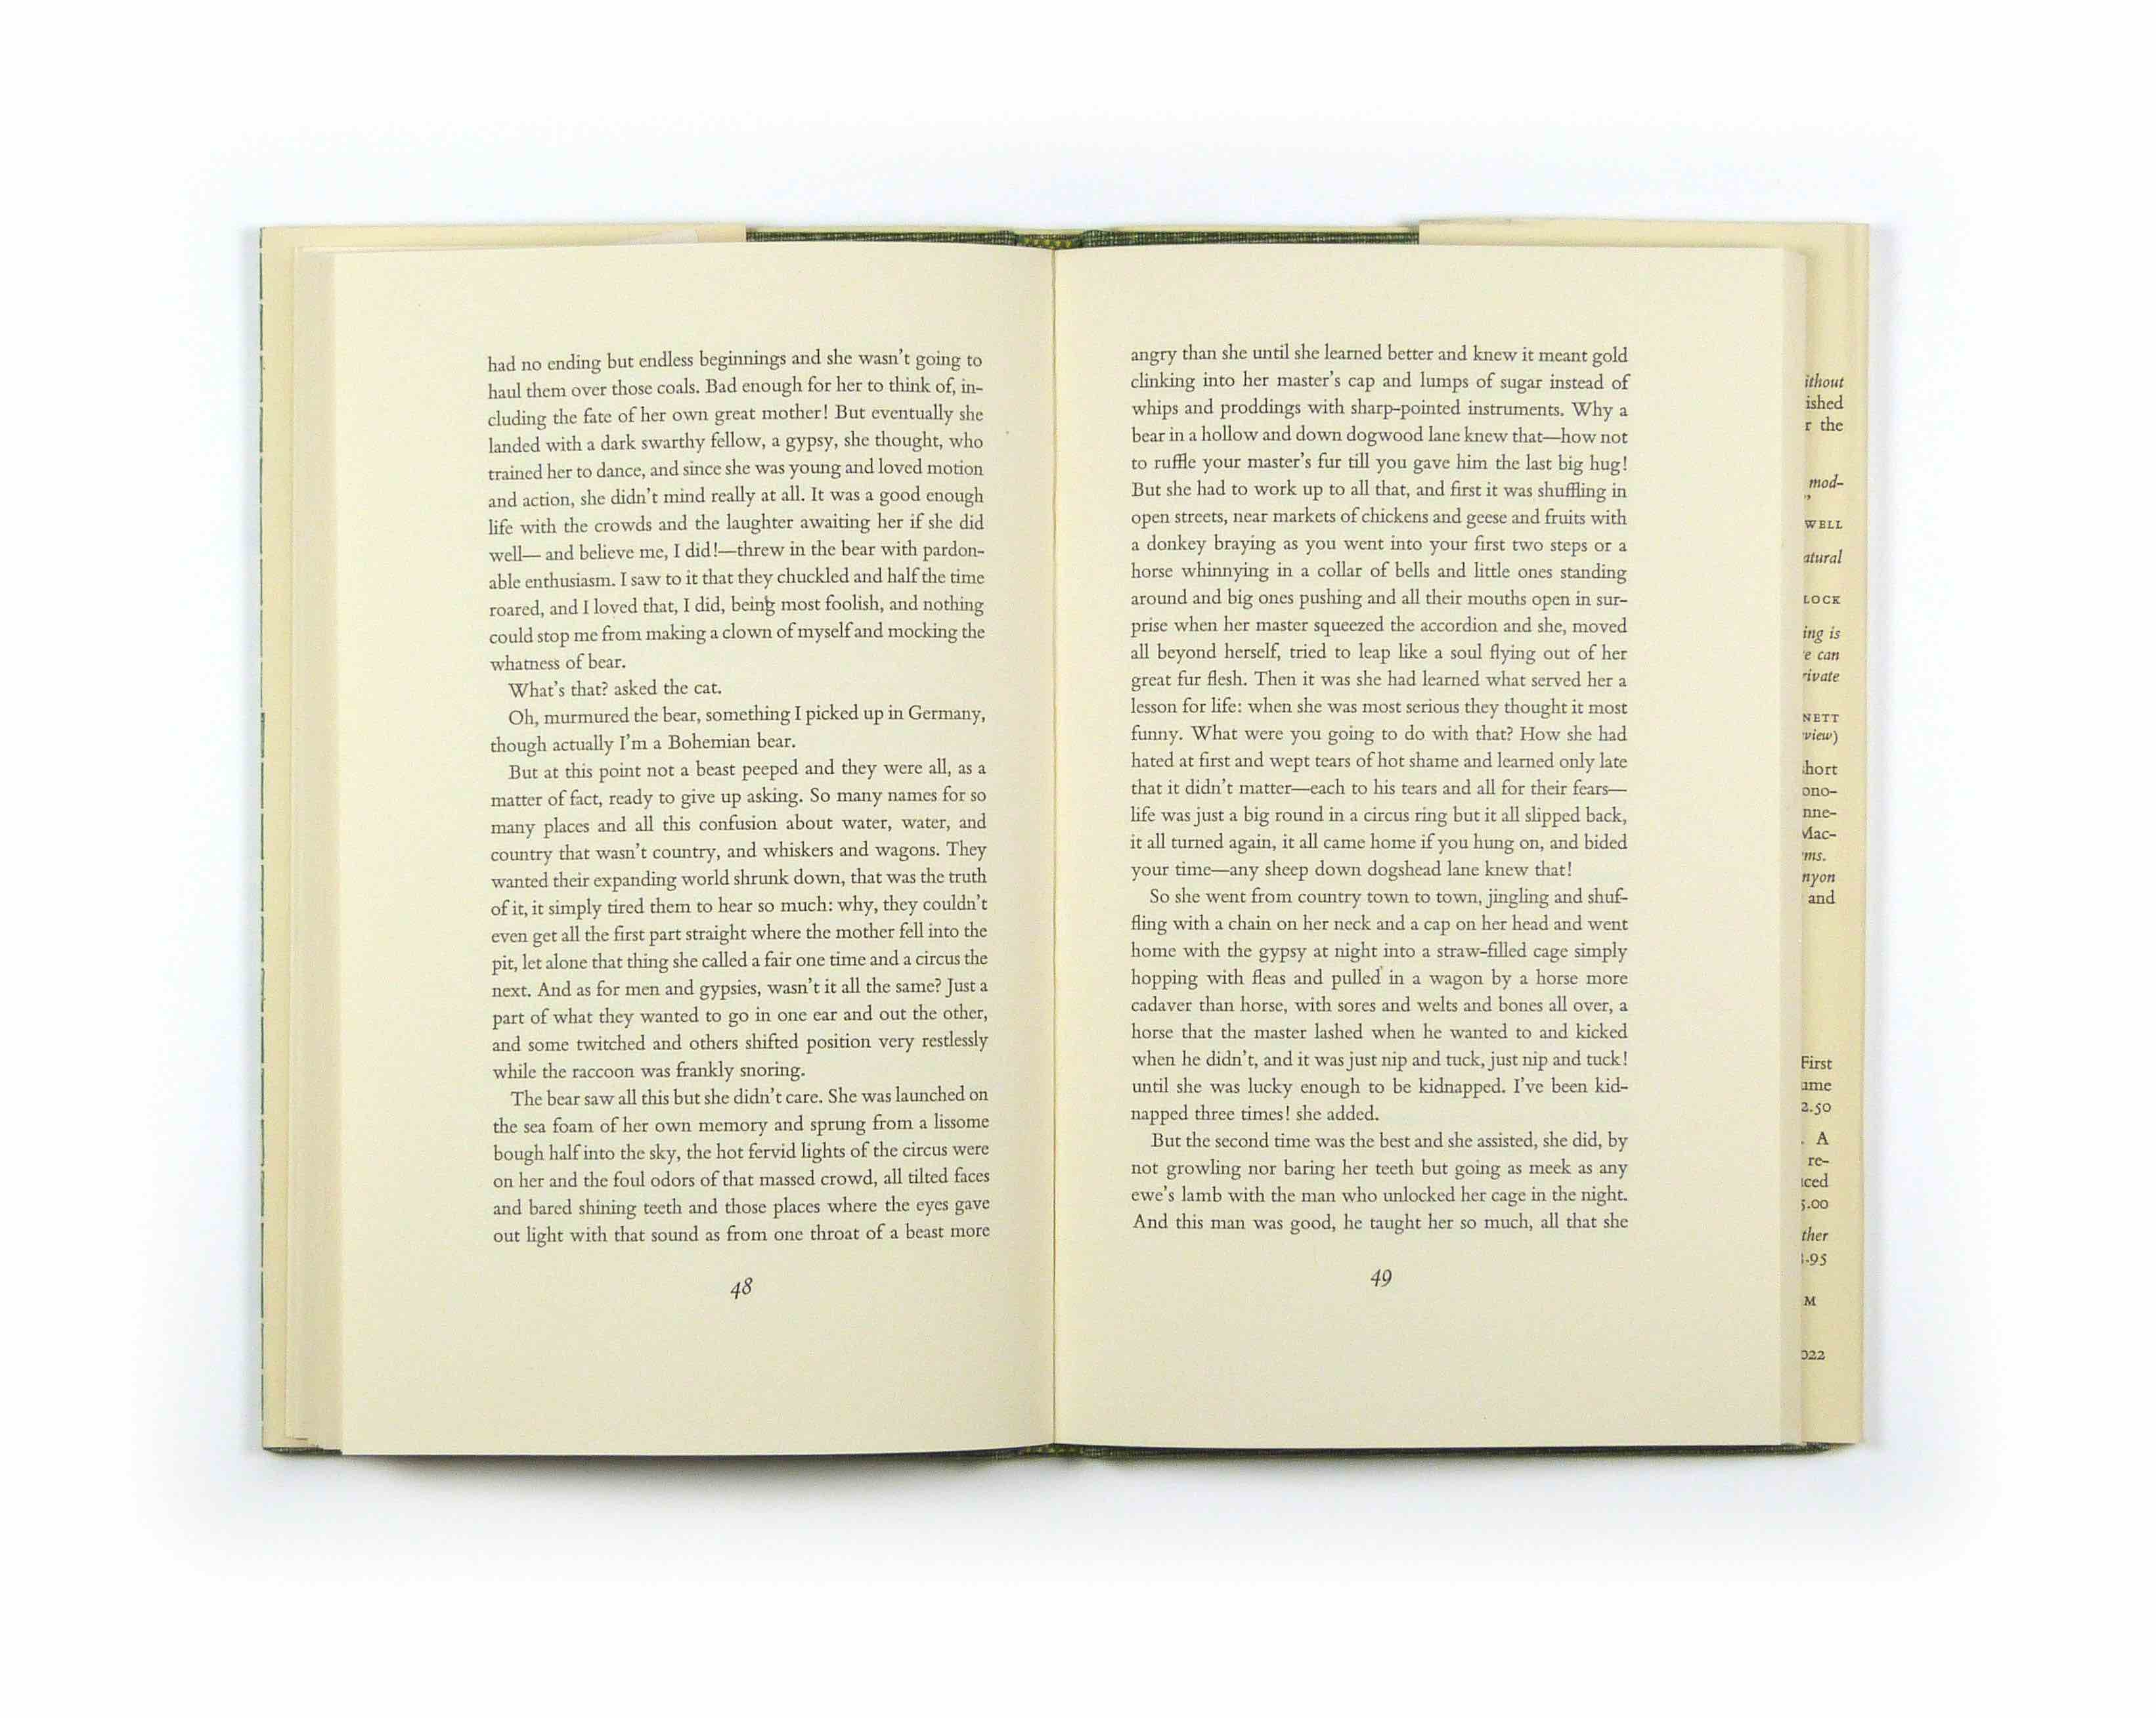 had no ending but endless beginnings and she wasn't going to
haul them over those coals. Bad enough for her to think of, in-
cluding the fate of her own great mother! But eventually she
landed with a dark swarthy fellow, a gypsy, she thought, who
trained her to dance, and since she was young and loved motion
and action, she didn't mind really at all. It was a good enough
life with the crowds and the laughter awaiting her if she did
well— and believe me, I did!—threw in the bear with pardon-
able enthusiasm. I saw to it that they chuckled and half the time
roared, and I loved that, I did, being most foolish, and nothing
could stop me from making a clown of myself and mocking the
whatness of bear.
What's that? asked the cat.
Oh, murmured the bear, something I picked up in Germany,
though actually I'm a Bohemian bear.
But at this point not a beast peeped and they were all, as a
matter of fact, ready to give up asking. So many names for so
many places and all this confusion about water, water, and
country that wasn't country, and whiskers and wagons. They
wanted their expanding world shrunk down, that was the truth
of it, it simply tired them to hear so much: why, they couldn't
even get all the first part straight where the mother fell into the
pit, let alone that thing she called a fair one time and a circus the
next. And as for men and gypsies, wasn't it all the same? Just a
part of what they wanted to go in one ear and out the other,
and some twitched and others shifted position very restlessly
while the raccoon was frankly snoring.
The bear saw all this but she didn't care. She was launched on
the sea foam of her own memory and sprung from a lissome
bough half into the sky, the hot fervid lights of the circus were
on her and the foul odors of that massed crowd, all tilted faces
and bared shining teeth and those places where the eyes gave
out light with that sound as from one throat of a beast more
48
angry than she until she learned better and knew it meant gold
clinking into her master's cap and lumps of sugar instead of
whips and proddings with sharp-pointed instruments. Why a
bear in a hollow and down dogwood lane knew that—how not
to ruffle your master's fur till you gave him the last big hug!
But she had to work up to all that, and first it was shuffling in
open streets, near markets of chickens and geese and fruits with
a donkey braying as you went into your first two steps or a
horse whinnying in a collar of bells and little ones standing
around and big ones pushing and all their mouths open in sur-
prise when her master squeezed the accordion and she, moved
all beyond herself, tried to leap like a soul flying out of her
great fur flesh. Then it was she had learned what served her a
lesson for life: when she was most serious they thought it most
funny. What were you going to do with that? How she had
hated at first and wept tears of hot shame and learned only late
that it didn't matter—each to his tears and all for their fears—
life was just a big round in a circus ring but it all slipped back,
it all turned again, it all came home if you hung on, and bided
your time—any sheep down dogshead lane knew that!
So she went from country town to town, jingling and shuf-
fling with a chain on her neck and a cap on her head and went
home with the gypsy at night into a straw-filled cage simply
hopping with fleas and pulled in a wagon by a horse more
cadaver than horse, with sores and welts and bones all over, a
horse that the master lashed when he wanted to and kicked
when he didn't, and it was just nip and tuck, just nip and tuck!
until she was lucky enough to be kidnapped. I've been kid-
napped three times! she added.
But the second time was the best and she assisted, she did, by
not growling nor baring her teeth but going as meek as any
ewe's lamb with the man who unlocked her cage in the night.
And this man was good, he taught her so much, all that she
49
the
ing is
can
view)
and
First
2.50
A
re-
M